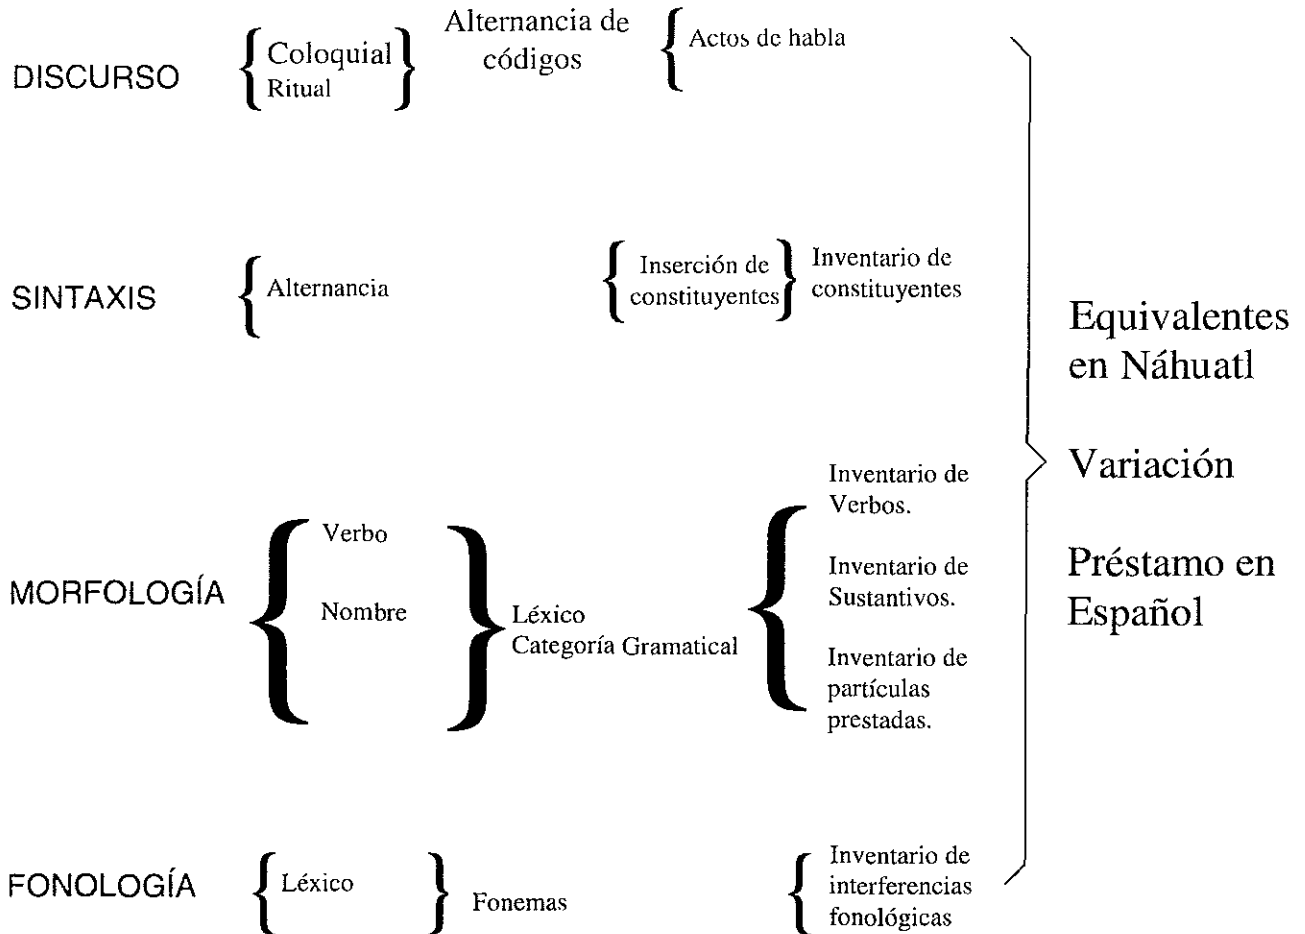 DISCURSO
Coloquial
Ritual
Alternancia de
códigos
Actos de habla
SINTAXIS
Alternancia
Inserción de
constituyentes
Inventario de
constituyentes
MORFOLOGÍA
Verbo
Nombre
Léxico
Categoría Gramatical
Inventario de
Verbos.
Inventario de
Sustantivos.
Inventario de
partículas
prestadas.
FONOLOGÍA
Léxico
Fonemas
Inventario de
interferencias
fonológicas
Equivalentes
en Náhuatl
Variación
Préstamo en
Español